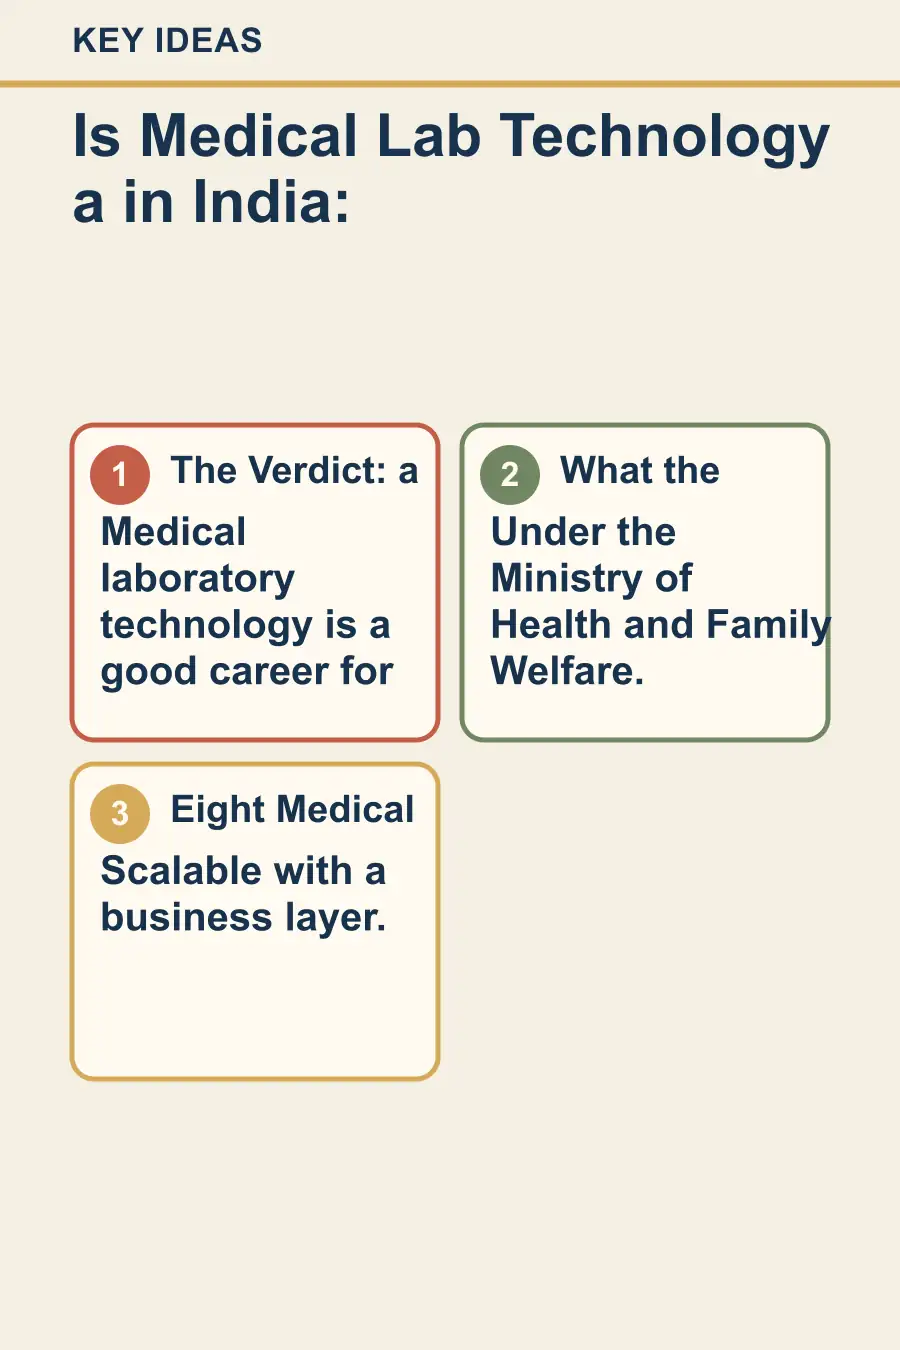 KEY IDEAS
Is Medical Lab Technology
a in India:
1
The Verdict: a
Medical
laboratory
technology is a
good career for
2
What the
Under the
Ministry of
Health and Family
Welfare.
3
Eight Medical
Scalable with a
business layer.